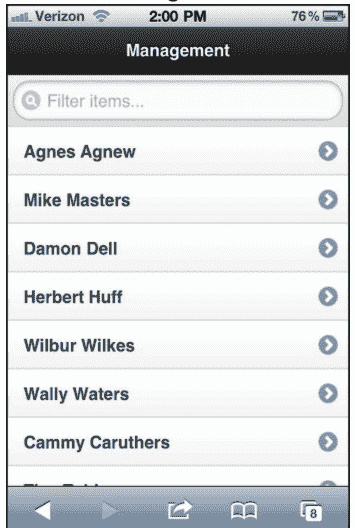 Verizon 2:00 PM 76%
Management
Filter items...
Agnes Agnew
Mike Masters
Damon Dell
Herbert Huff
Wilbur Wilkes
Wally Waters
Cammy Caruthers
8